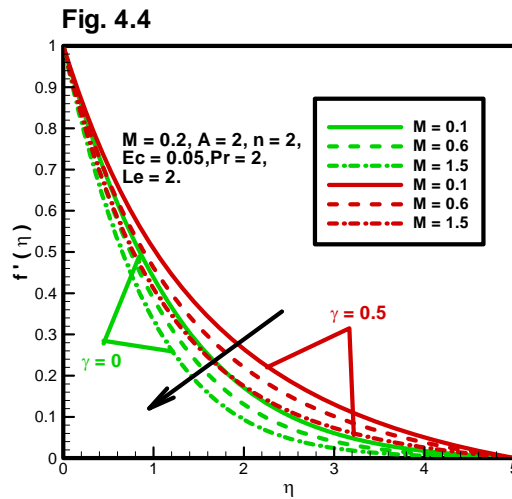 Fig. 4.4
1
0.9
0.8
0.7
0.6
0.5
0.4
0.3
0.2
0.1
0
f ' ( η )
M = 0.2, A = 2, n = 2,
Ec = 0.05,Pr = 2,
Le = 2.
M = 0.1
M = 0.6
M = 1.5
M = 0.1
M = 0.6
M = 1.5
γ = 0.5
γ = 0
0 1 2 3 4 5
η